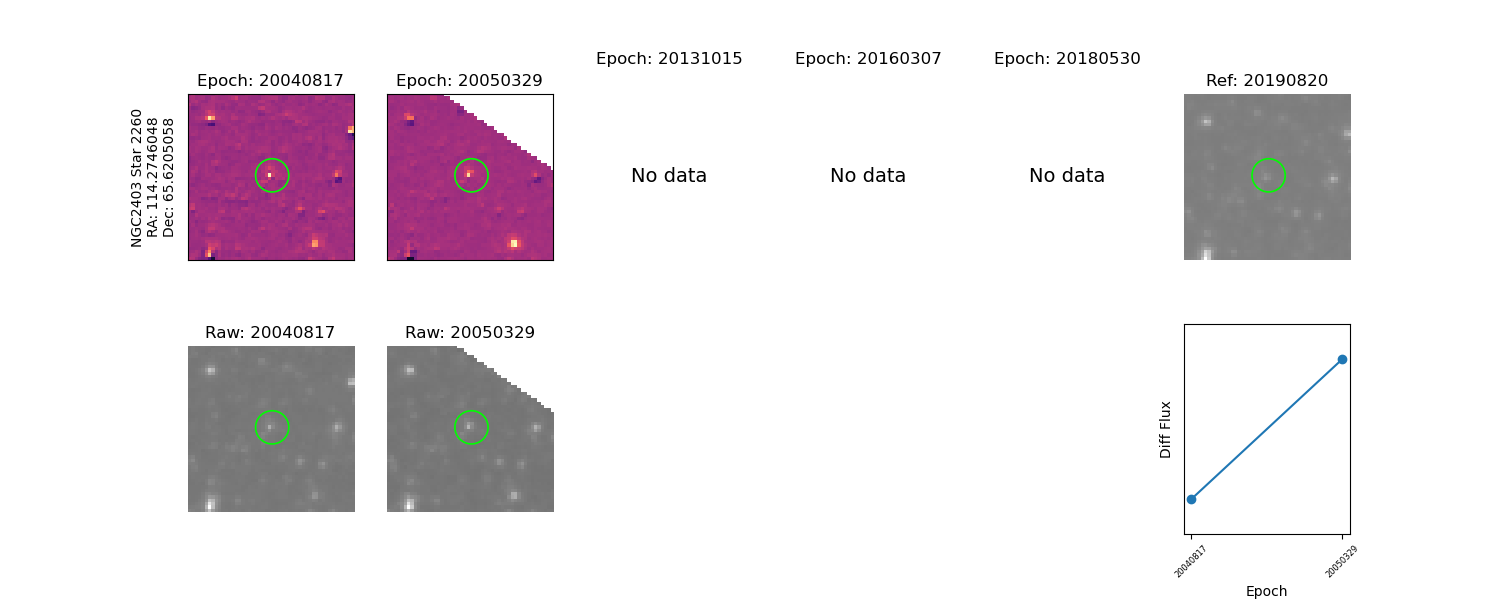 Epoch: 20040817
Epoch: 20050329
Epoch: 20131015
Epoch: 20160307
Epoch: 20180530
Ref: 20190820
NGC2403 Star 2260
RA: 114.2746048
Dec: 65.6205058
No data
No data
No data
Raw: 20040817
Raw: 20050329
Diff Flux
20040817
20050329
Epoch